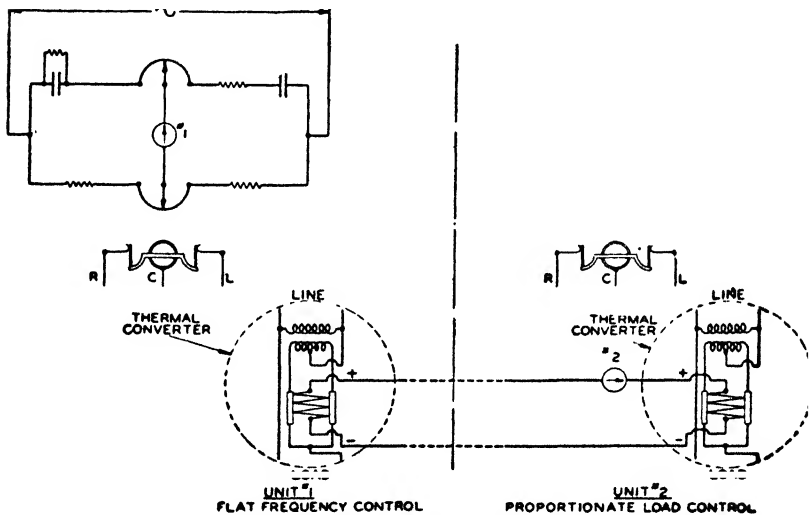 #1
R C L
R C L
LINE
LINE
THERMAL
CONVERTER
THERMAL
CONVERTER
#2
+ +
- -
UNIT #1
FLAT FREQUENCY CONTROL
UNIT #2
PROPORTIONATE LOAD CONTROL